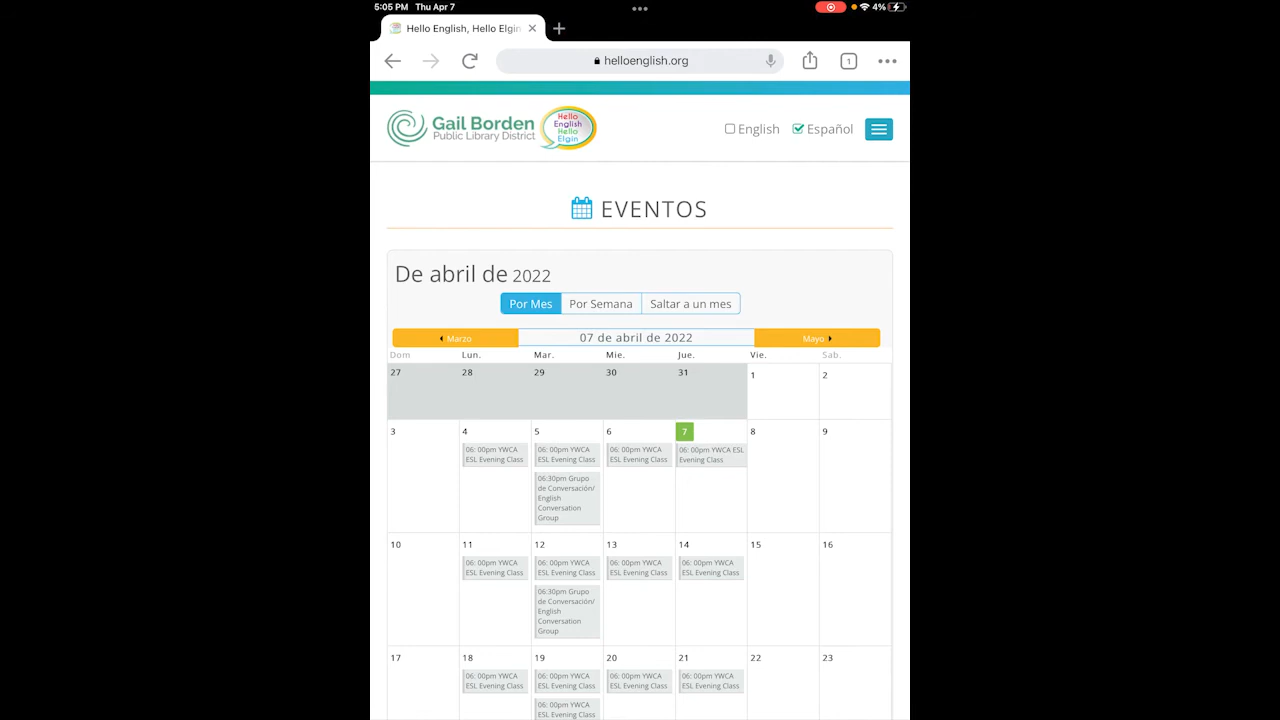 5:05 PM Thu Apr 7
4%
Hello English, Hello Elgin
helloenglish.org
1
Gail Borden
Public Library District
Hello
English
Hello
Elgin
English
Español
EVENTOS
De abril de 2022
Por Mes
Por Semana
Saltar a un mes
Marzo
07 de abril de 2022
Mayo
Dom Lun. Mar. Mie. Jue. Vie. Sab.
27 28 29 30 31 1 2
3 4 5 6 7 8 9
06: 00pm YWCA
ESL Evening Class
06: 00pm YWCA
ESL Evening Class
06:30pm Grupo
de Conversación/
English
Conversation
Group
06: 00pm YWCA
ESL Evening Class
06: 00pm YWCA ESL
Evening Class
10 11 12 13 14 15 16
06: 00pm YWCA
ESL Evening Class
06: 00pm YWCA
ESL Evening Class
06:30pm Grupo
de Conversación/
English
Conversation
Group
06: 00pm YWCA
ESL Evening Class
06: 00pm YWCA
ESL Evening Class
17 18 19 20 21 22 23
06: 00pm YWCA
ESL Evening Class
06: 00pm YWCA
ESL Evening Class
06: 00pm YWCA
ESL Evening Class
06: 00pm YWCA
ESL Evening Class
06: 00pm YWCA
ESL Evening Class